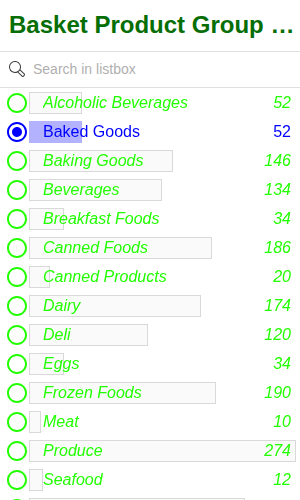 Basket Product Group …
Search in listbox
Alcoholic Beverages 52
Baked Goods 52
Baking Goods 146
Beverages 134
Breakfast Foods 34
Canned Foods 186
Canned Products 20
Dairy 174
Deli 120
Eggs 34
Frozen Foods 190
Meat 10
Produce 274
Seafood 12